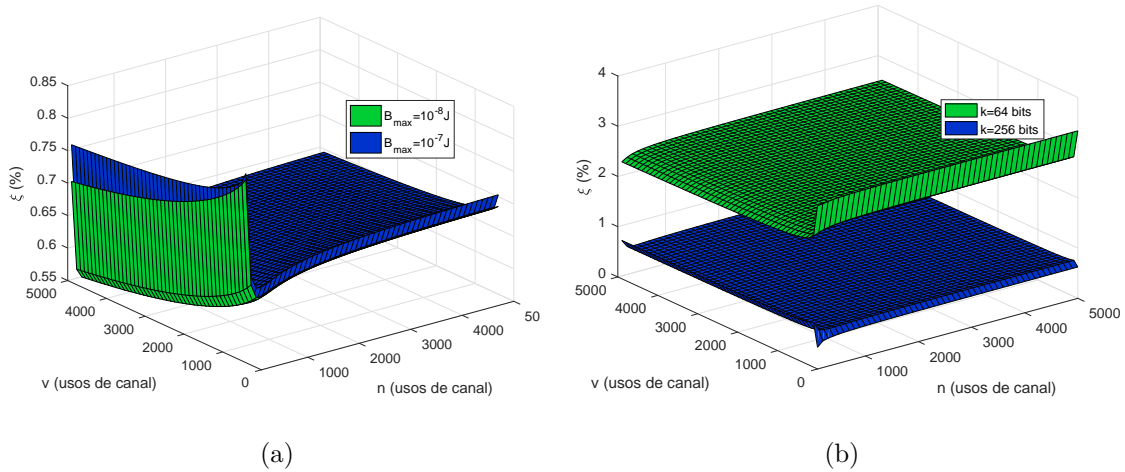 0.85
0.8
0.75
0.7
0.65
0.6
0.55
ξ (%)
5000
4000
3000
2000
1000
0
v (usos de canal)
1000
2000
3000
4000
50
n (usos de canal)
B_max=10^-8J
B_max=10^-7J
(a)
4
3
2
1
0
ξ (%)
5000
4000
3000
2000
1000
0
v (usos de canal)
1000
2000
3000
4000
5000
n (usos de canal)
k=64 bits
k=256 bits
(b)